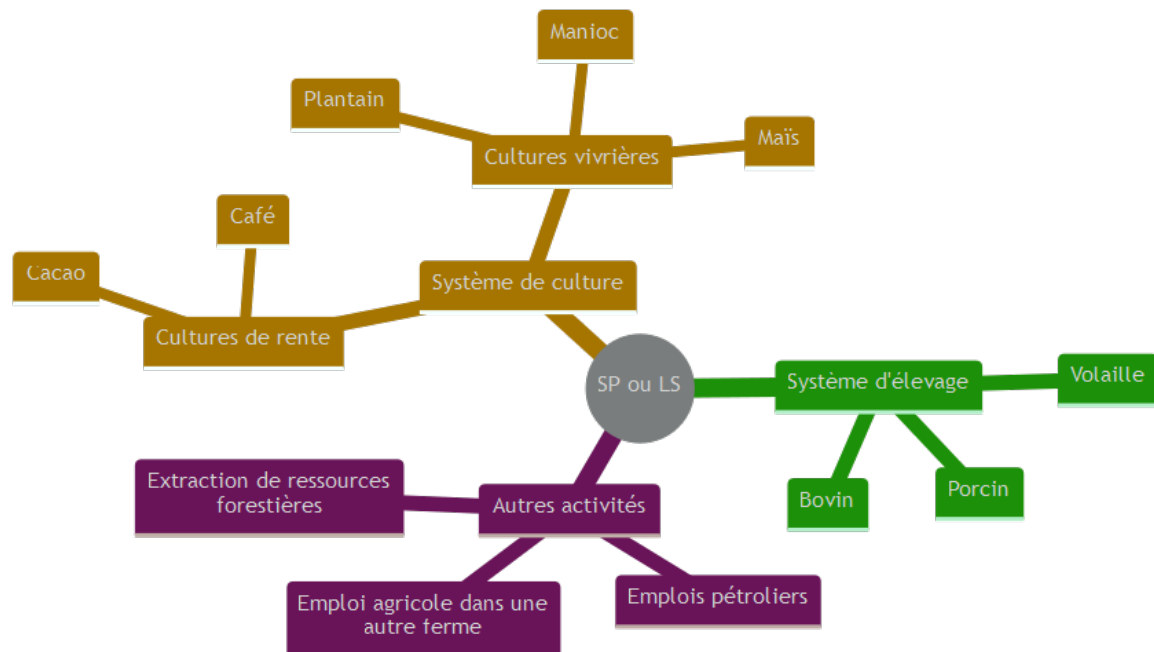 Manioc
Plantain
Maïs
Cultures vivrières
Café
Cacao
Système de culture
Cultures de rente
SP ou LS
Système d'élevage
Volaille
Bovin
Porcin
Extraction de ressources
forestières
Autres activités
Emploi agricole dans une
autre ferme
Emplois pétroliers